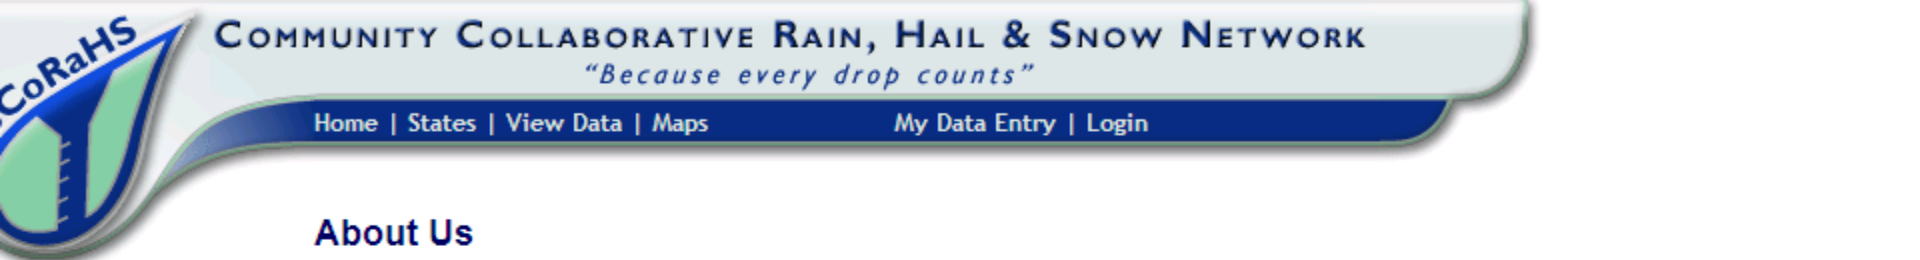 CoRaHS
COMMUNITY COLLABORATIVE RAIN, HAIL & SNOW NETWORK
“Because every drop counts”
Home | States | View Data | Maps My Data Entry | Login
About Us